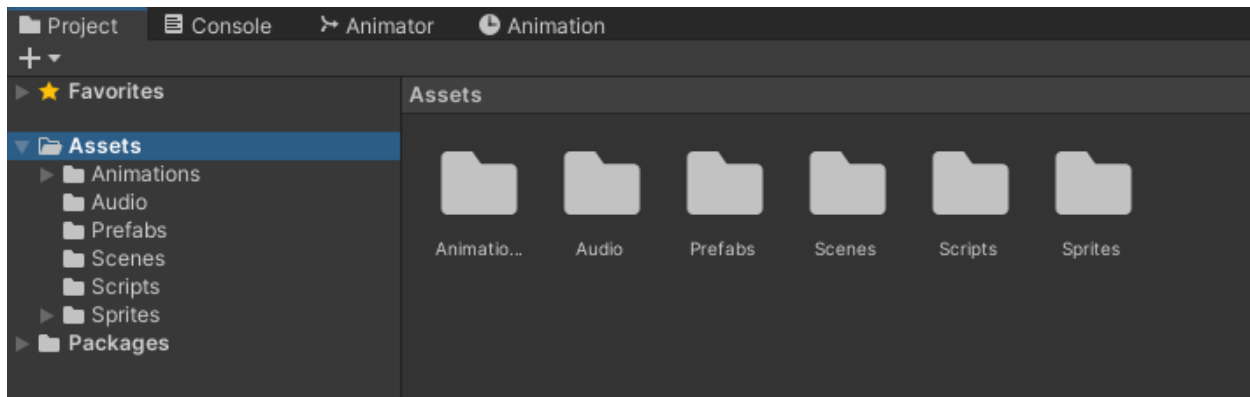 Project Console Animator Animation
Favorites
Assets
Animations
Audio
Prefabs
Scenes
Scripts
Sprites
Packages
Assets
Animatio... Audio Prefabs Scenes Scripts Sprites